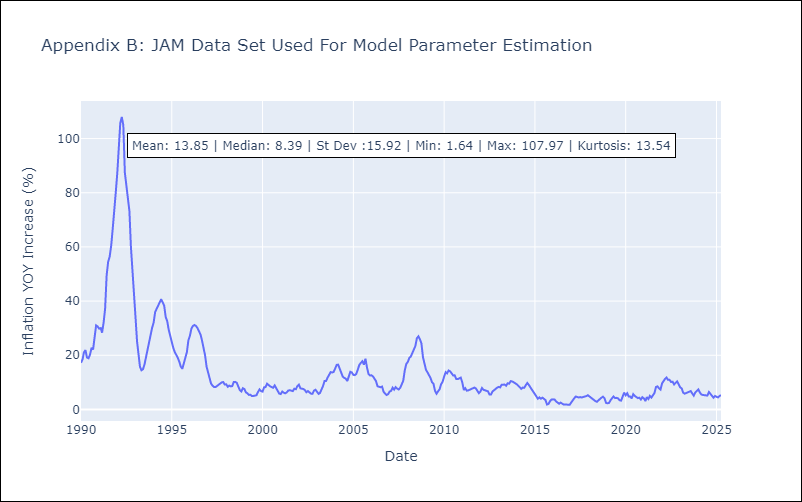 Appendix B: JAM Data Set Used For Model Parameter Estimation
Mean: 13.85 | Median: 8.39 | St Dev :15.92 | Min: 1.64 | Max: 107.97 | Kurtosis: 13.54
Inflation YOY Increase (%)
100
80
60
40
20
0
1990 1995 2000 2005 2010 2015 2020 2025
Date